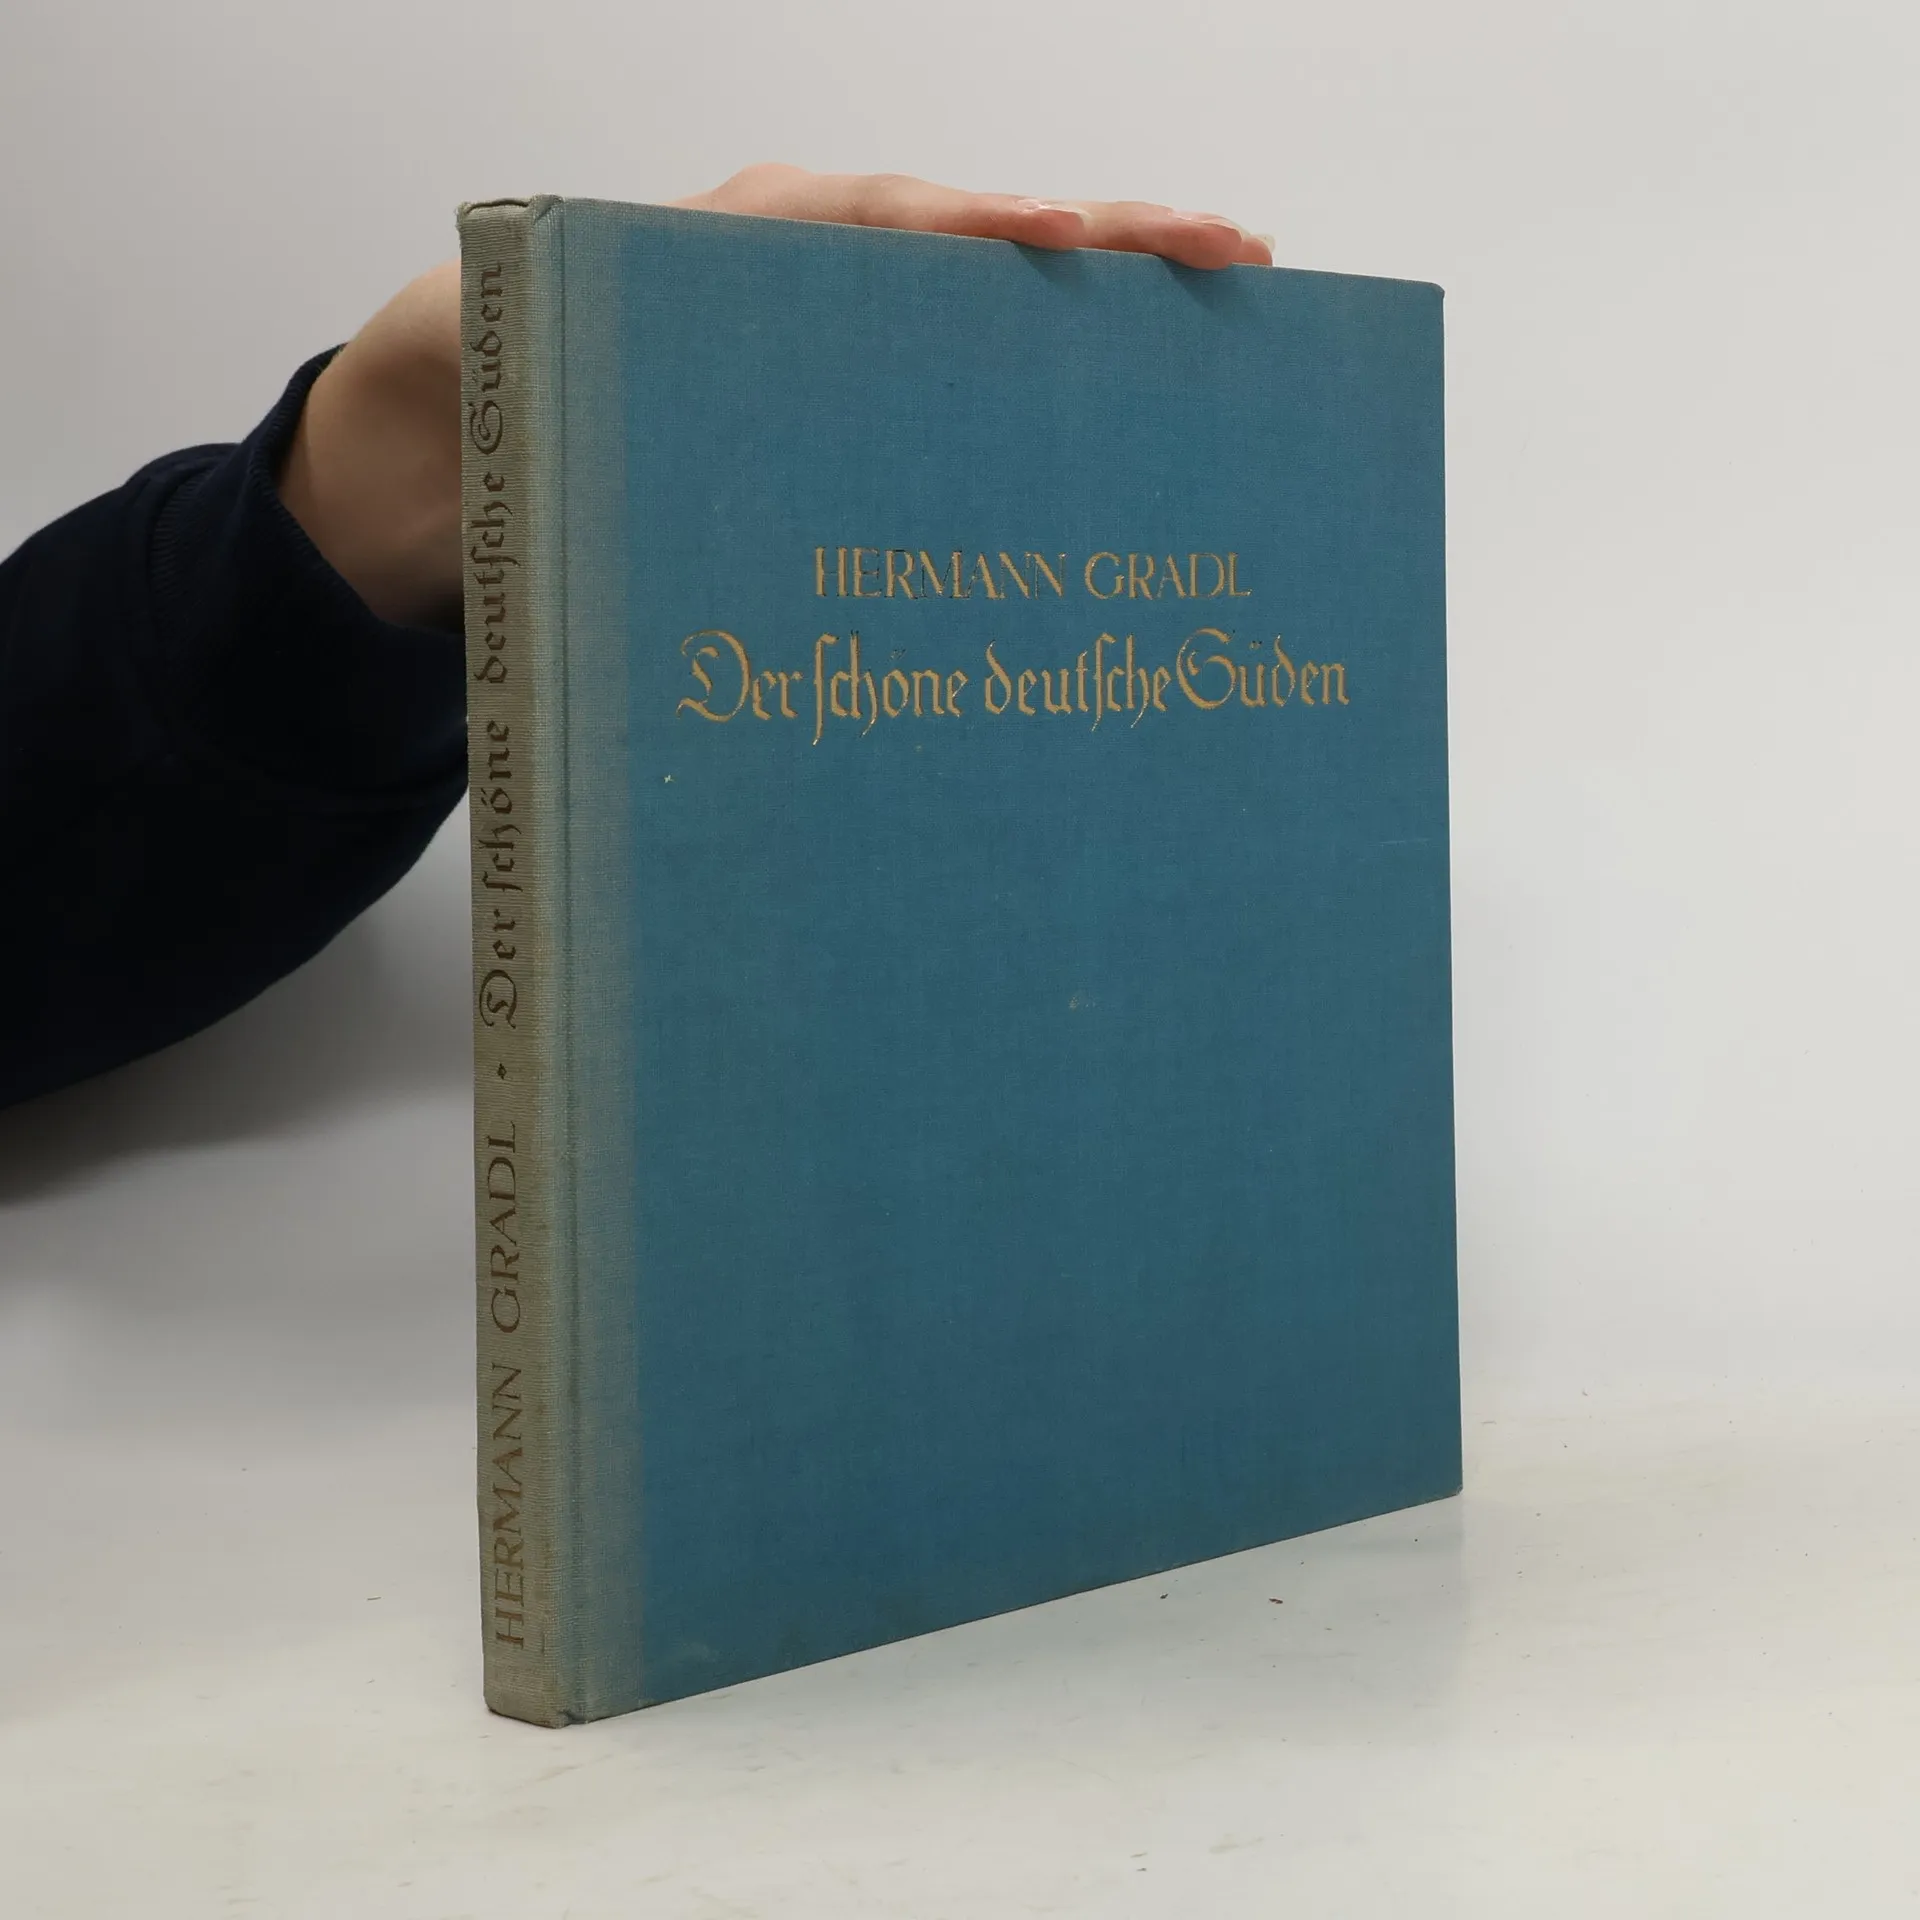 HERMANN GRADL
Der ſchöne deutſche Süden
HERMANN GRADL • Der ſchöne deutſche Süden